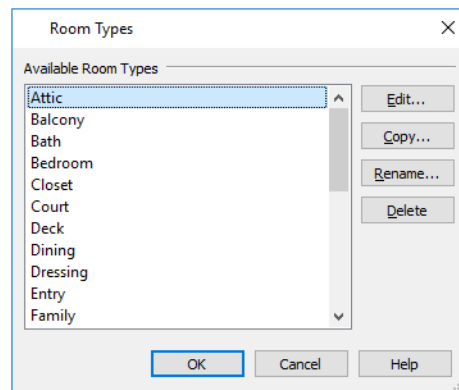 Room Types
Available Room Types
Attic
Balcony
Bath
Bedroom
Closet
Court
Deck
Dining
Dressing
Entry
Family
Edit...
Copy...
Rename...
Delete
OK
Cancel
Help